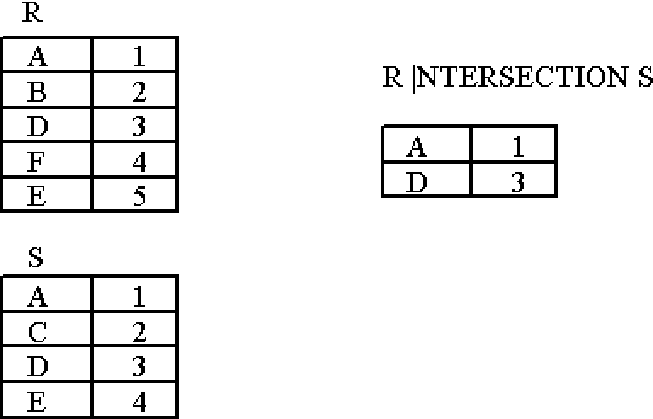 R
A 1
B 2
D 3
F 4
E 5
R |NTERSECTION S
A 1
D 3
S
A 1
C 2
D 3
E 4